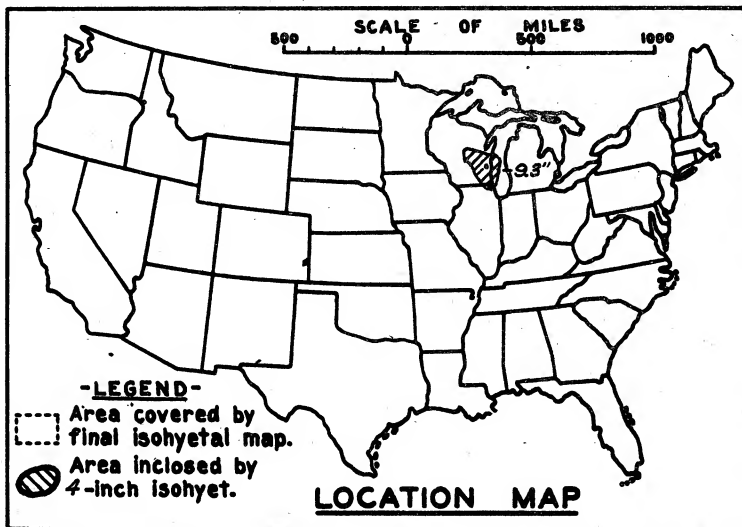 SCALE OF MILES
500 0 500 1000
9.3"
-LEGEND-
Area covered by
final isohyetal map.
Area inclosed by
4-inch isohyet.
LOCATION MAP